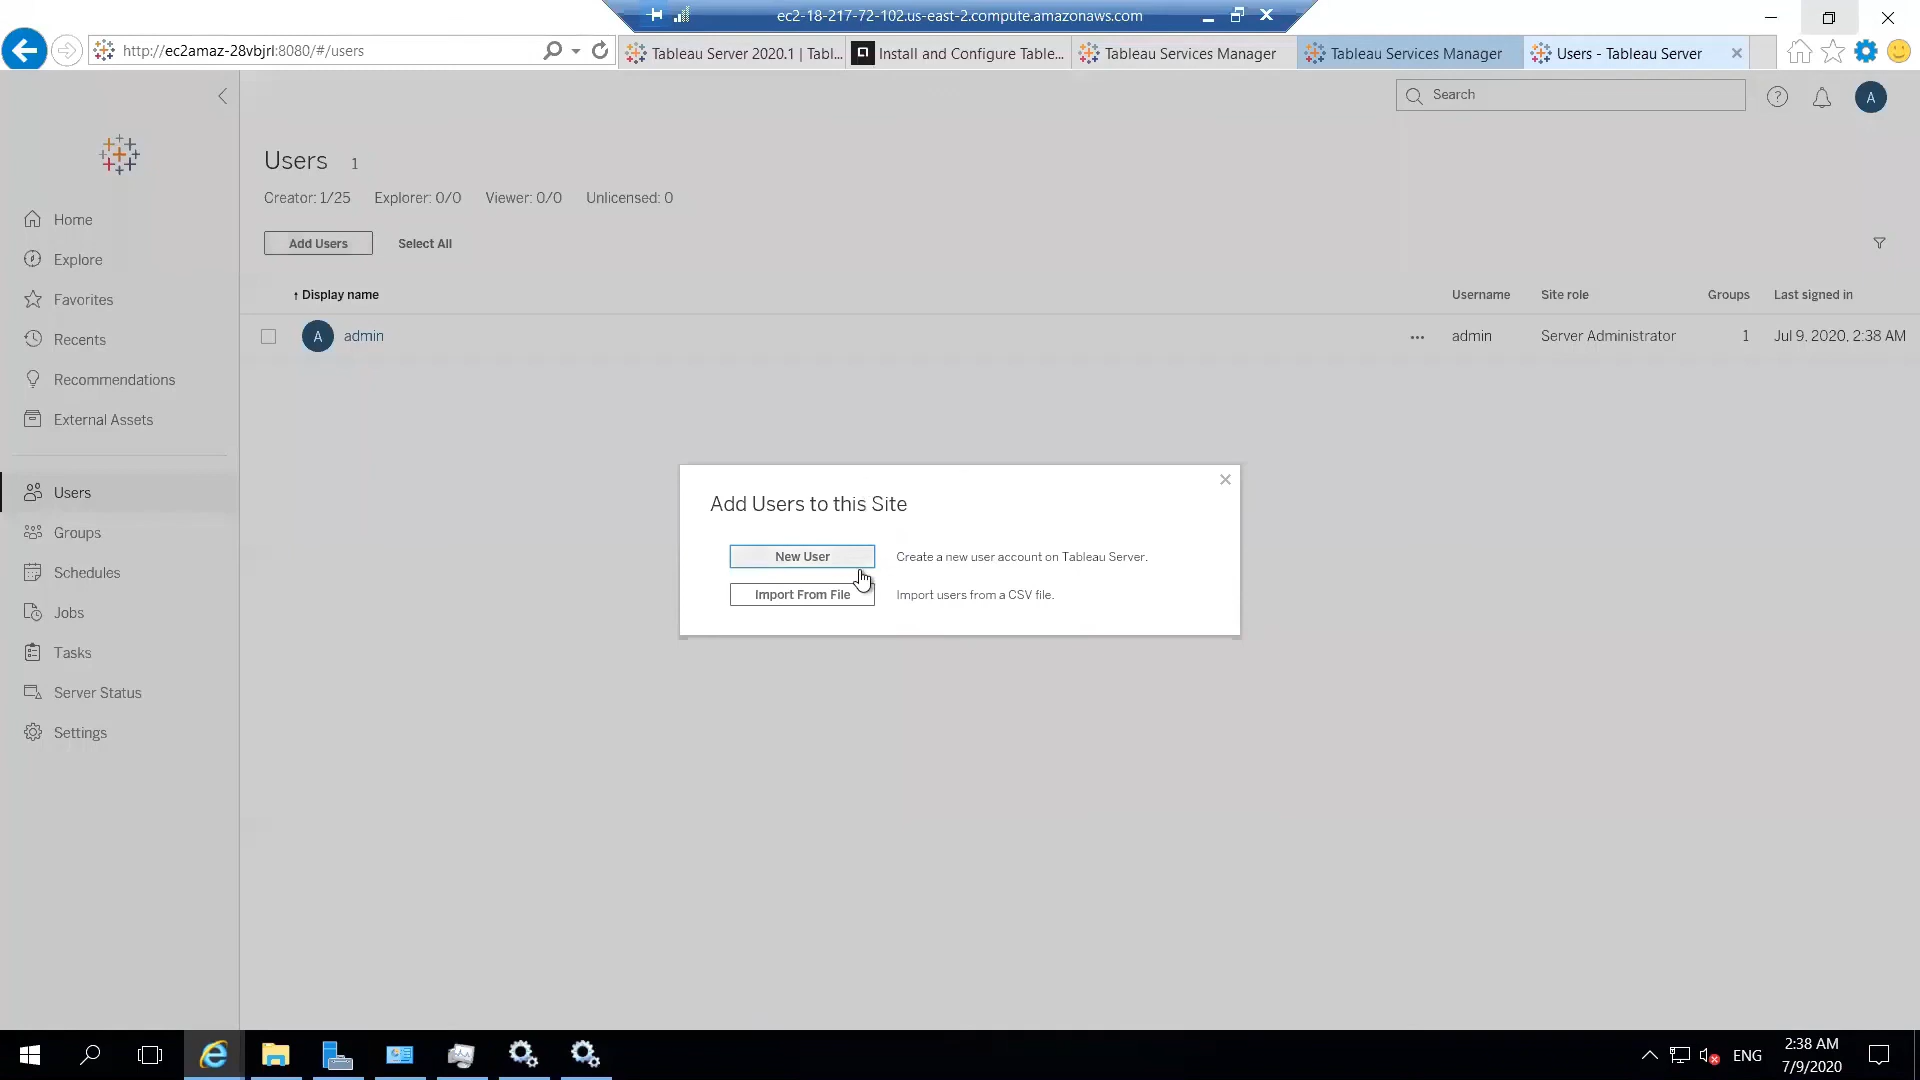 ec2-18-217-72-102.us-east-2.compute.amazonaws.com
http://ec2amaz-28vbjrl:8080/#/users
Tableau Server 2020.1 | Tabl...
Install and Configure Table...
Tableau Services Manager
Tableau Services Manager
Users - Tableau Server
Search
A
Users 1
Creator: 1/25 Explorer: 0/0 Viewer: 0/0 Unlicensed: 0
Add Users Select All
↑ Display name Username Site role Groups Last signed in
A admin ... admin Server Administrator 1 Jul 9, 2020, 2:38 AM
Home
Explore
Favorites
Recents
Recommendations
External Assets
Users
Groups
Schedules
Jobs
Tasks
Server Status
Settings
Add Users to this Site
New User Create a new user account on Tableau Server.
Import From File Import users from a CSV file.
ENG
2:38 AM
7/9/2020